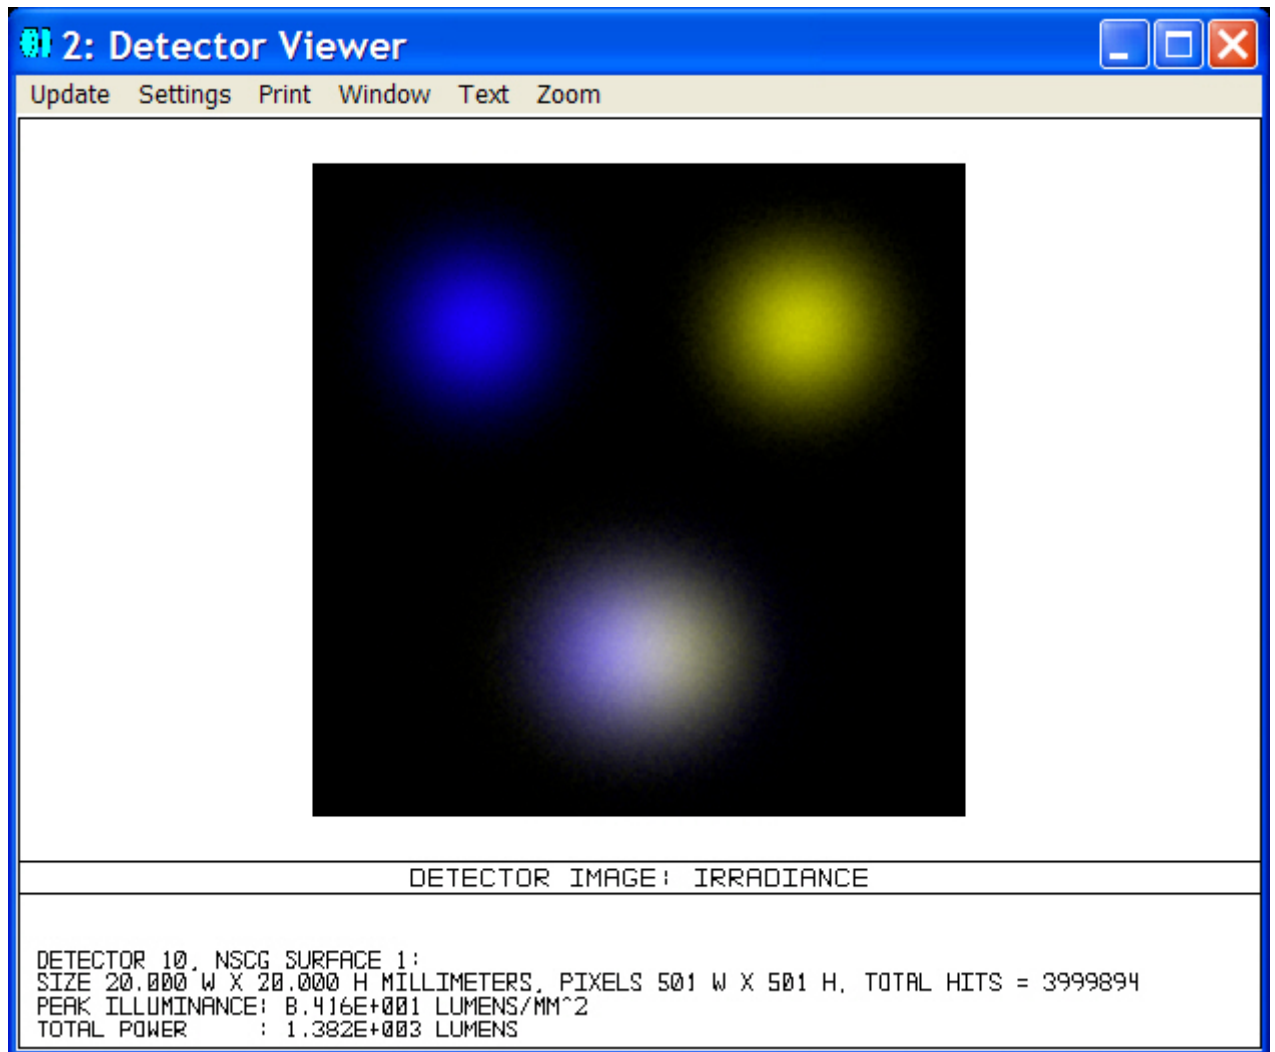 2: Detector Viewer
Update Settings Print Window Text Zoom
DETECTOR IMAGE: IRRADIANCE
DETECTOR 10, NSCG SURFACE 1:
SIZE 20.000 W X 20.000 H MILLIMETERS, PIXELS 501 W X 501 H, TOTAL HITS = 3999894
PEAK ILLUMINANCE: 8.416E+001 LUMENS/MM^2
TOTAL POWER : 1.382E+003 LUMENS